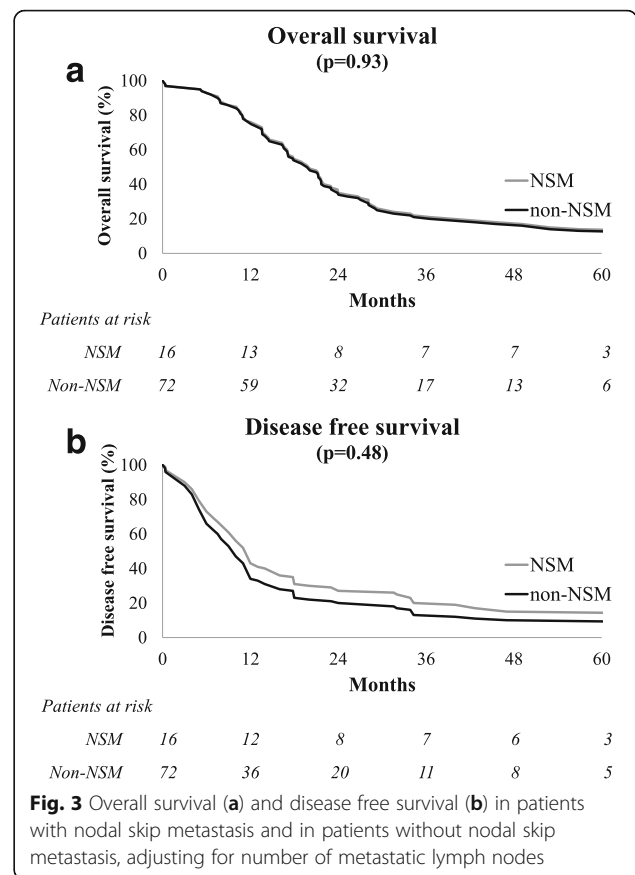 Overall survival
(p=0.93)
a
Overall survival (%)
100
80
60
40
20
0
NSM
non-NSM
0 12 24 36 48 60
Months
Patients at risk
NSM 16 13 8 7 7 3
Non-NSM 72 59 32 17 13 6
Disease free survival
(p=0.48)
b
Disease free survival (%)
100
80
60
40
20
0
NSM
non-NSM
0 12 24 36 48 60
Months
Patients at risk
NSM 16 12 8 7 6 3
Non-NSM 72 36 20 11 8 5
Fig. 3 Overall survival (a) and disease free survival (b) in patients
with nodal skip metastasis and in patients without nodal skip
metastasis, adjusting for number of metastatic lymph nodes